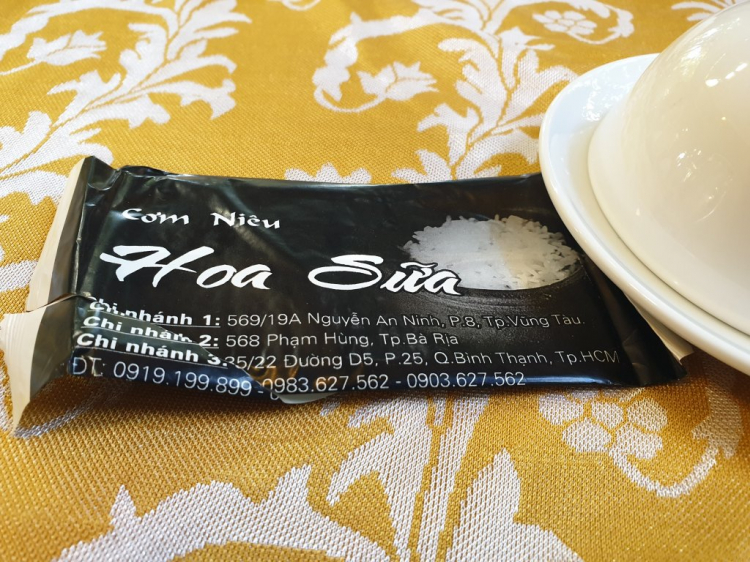 Cơm Niêu
Hoa Sữa
Chi nhánh 1: 569/19A Nguyễn An Ninh, P.8, Tp.Vũng Tàu.
Chi nhánh 2: 568 Phạm Hùng, Tp.Bà Rịa
Chi nhánh 35/22 Đường D5, P.25, Q.Bình Thạnh, Tp.HCM
ĐT: 0919.199.899 - 0983.627.562 - 0903.627.562